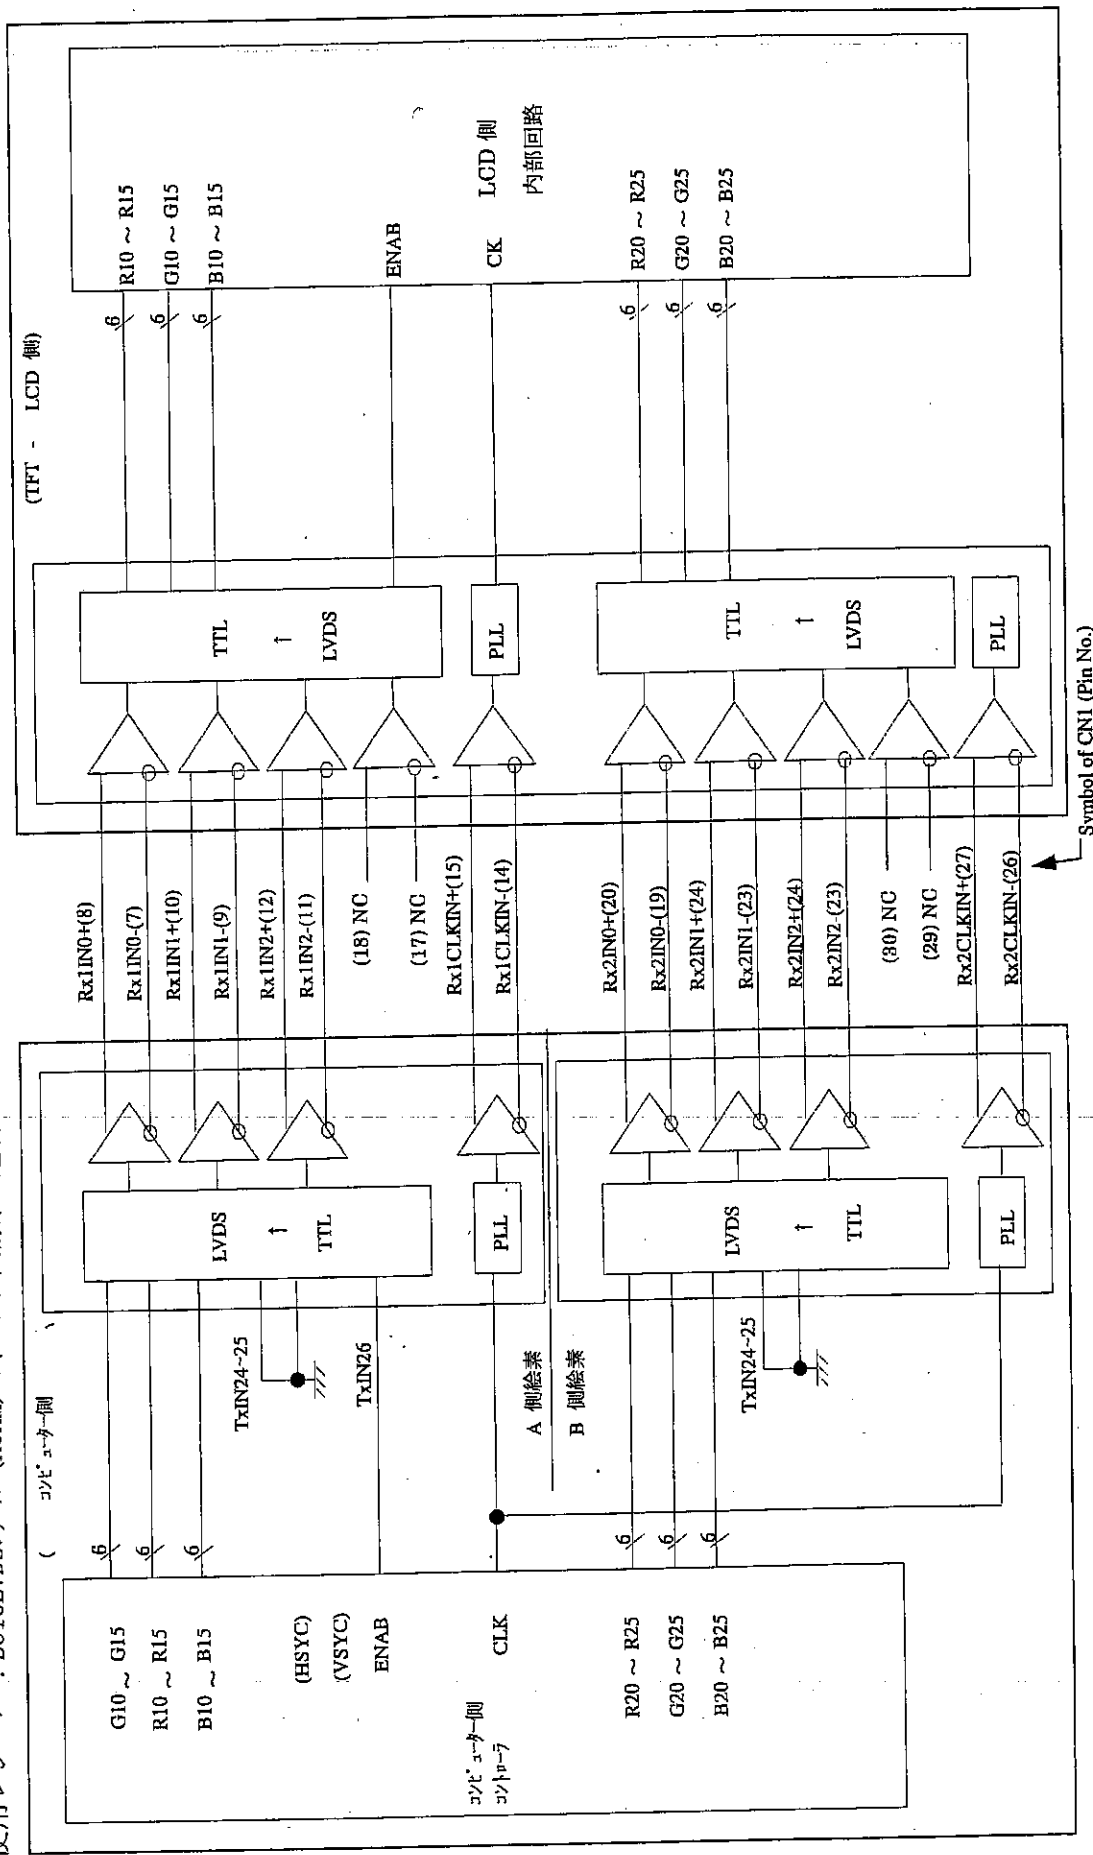 (コンピューター側)
(TFT - LCD 側)
G10 ~ G15
R10 ~ R15
B10 ~ B15
(HSYC)
(VSYC)
ENAB
CLK
コンピューター側
コントローラ
R20 ~ R25
G20 ~ G25
B20 ~ B25
6
6
6
6
6
6
TxIN24~25
TxIN26
A 側絵素
B 側絵素
TxIN24~25
LVDS
↑
TTL
PLL
LVDS
↑
TTL
PLL
Rx1IN0+(8)
Rx1IN0-(7)
Rx1IN1+(10)
Rx1IN1-(9)
Rx1IN2+(12)
Rx1IN2-(11)
(18) NC
(17) NC
Rx1CLKIN+(15)
Rx1CLKIN-(14)
Rx2IN0+(20)
Rx2IN0-(19)
Rx2IN1+(24)
Rx2IN1-(23)
Rx2IN2+(24)
Rx2IN2-(23)
(30) NC
(29) NC
Rx2CLKIN+(27)
Rx2CLKIN-(26)
Symbol of CN1 (Pin No.)
TTL
↑
LVDS
PLL
TTL
↑
LVDS
PLL
6
6
6
6
6
6
R10 ~ R15
G10 ~ G15
B10 ~ B15
ENAB
CK
LCD 側
内部回路
R20 ~ R25
G20 ~ G25
B20 ~ B25